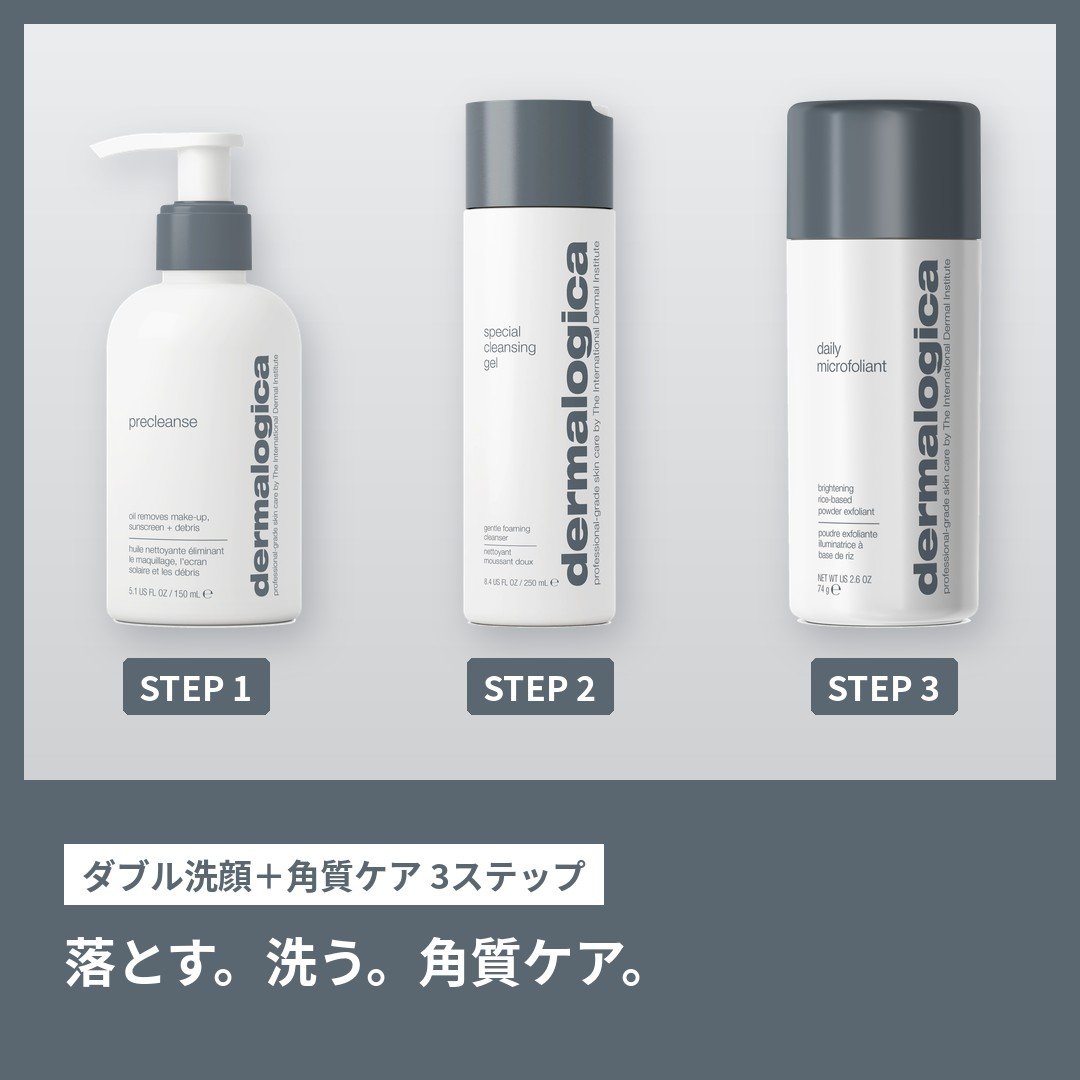 precleanse
oil removes make-up,
sunscreen + debris
huile nettoyante éliminant
le maquillage, l'ecran
solaire et les débris
5.1 US FL OZ / 150 mL ℮
dermalogica
professional-grade skin care by The International Dermal Institute
special
cleansing
gel
gentle foaming
cleanser
nettoyant
moussant doux
8.4 US FL OZ / 250 mL ℮
dermalogica
professional-grade skin care by The International Dermal Institute
daily
microfoliant
brightening
rice-based
powder exfoliant
poudre exfoliante
illuminatrice à
base de riz
NET WT US 2.6 OZ
74 g ℮
dermalogica
professional-grade skin care by The International Dermal Institute
STEP 1
STEP 2
STEP 3
ダブル洗顔＋角質ケア 3ステップ
落とす。洗う。角質ケア。